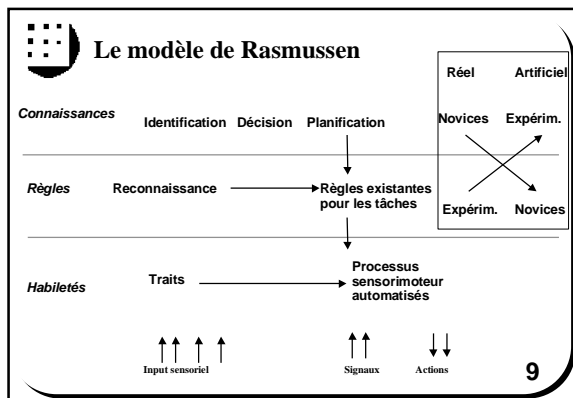 Le modèle de Rasmussen
Réel Artificiel
Connaissances
Identification Décision Planification
Novices Expérim.
Règles
Reconnaissance
Règles existantes
pour les tâches
Expérim. Novices
Habiletés
Traits
Processus
sensorimoteur
automatisés
Input sensoriel
Signaux
Actions
9